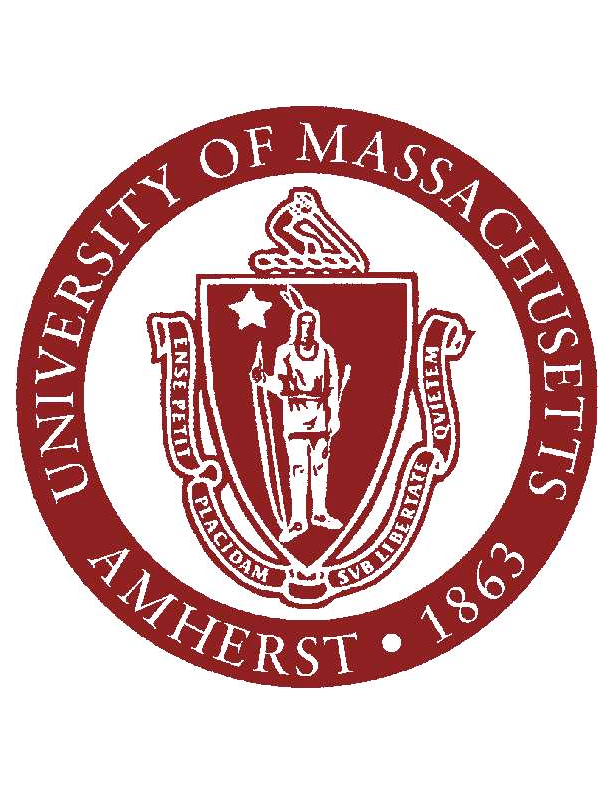 UNIVERSITY OF MASSACHUSETTS
AMHERST • 1863
ENSE PETIT
PLACIDAM
SVB LIBERTATE
QVIETEM